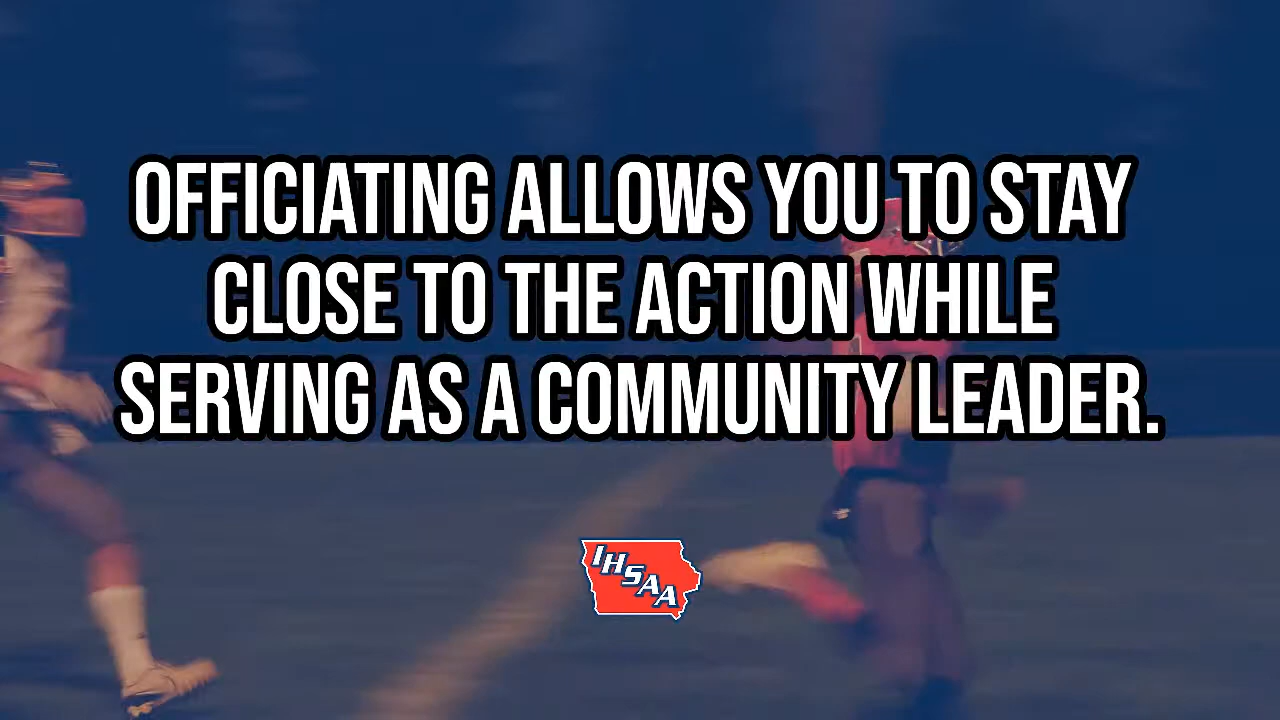 OFFICIATING ALLOWS YOU TO STAY
CLOSE TO THE ACTION WHILE
SERVING AS A COMMUNITY LEADER.
IHSAA